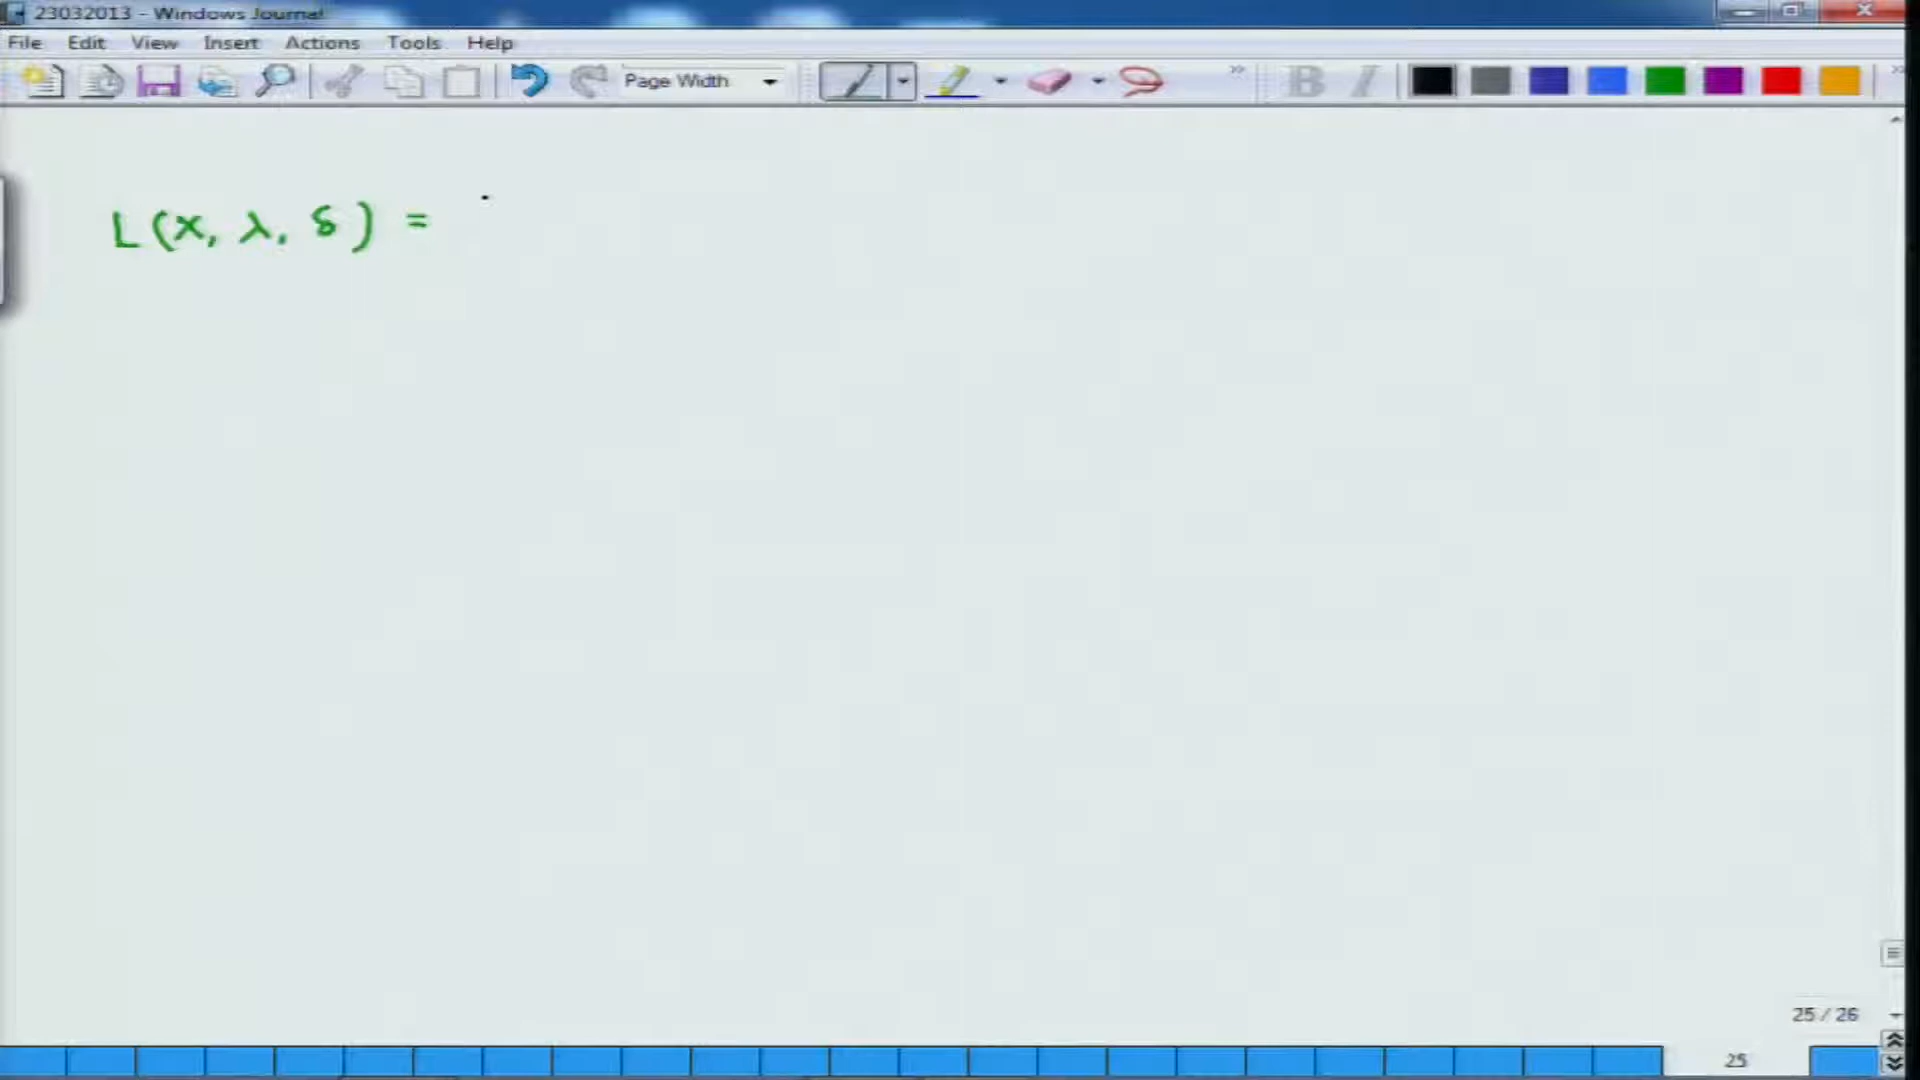 23032013 - Windows Journal
File Edit View Insert Actions Tools Help
Page Width
B I
L(x, λ, δ) =
25 / 26
25